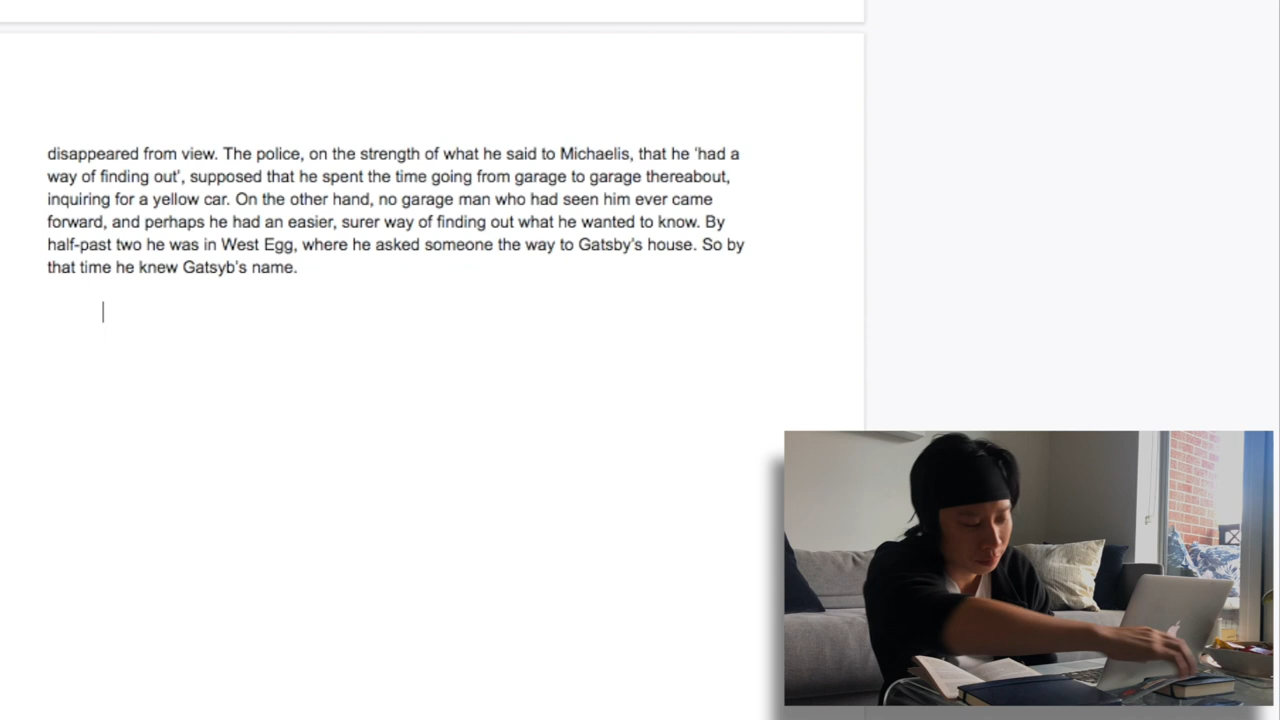 disappeared from view. The police, on the strength of what he said to Michaelis, that he 'had a
way of finding out', supposed that he spent the time going from garage to garage thereabout,
inquiring for a yellow car. On the other hand, no garage man who had seen him ever came
forward, and perhaps he had an easier, surer way of finding out what he wanted to know. By
half-past two he was in West Egg, where he asked someone the way to Gatsby's house. So by
that time he knew Gatsyb's name.